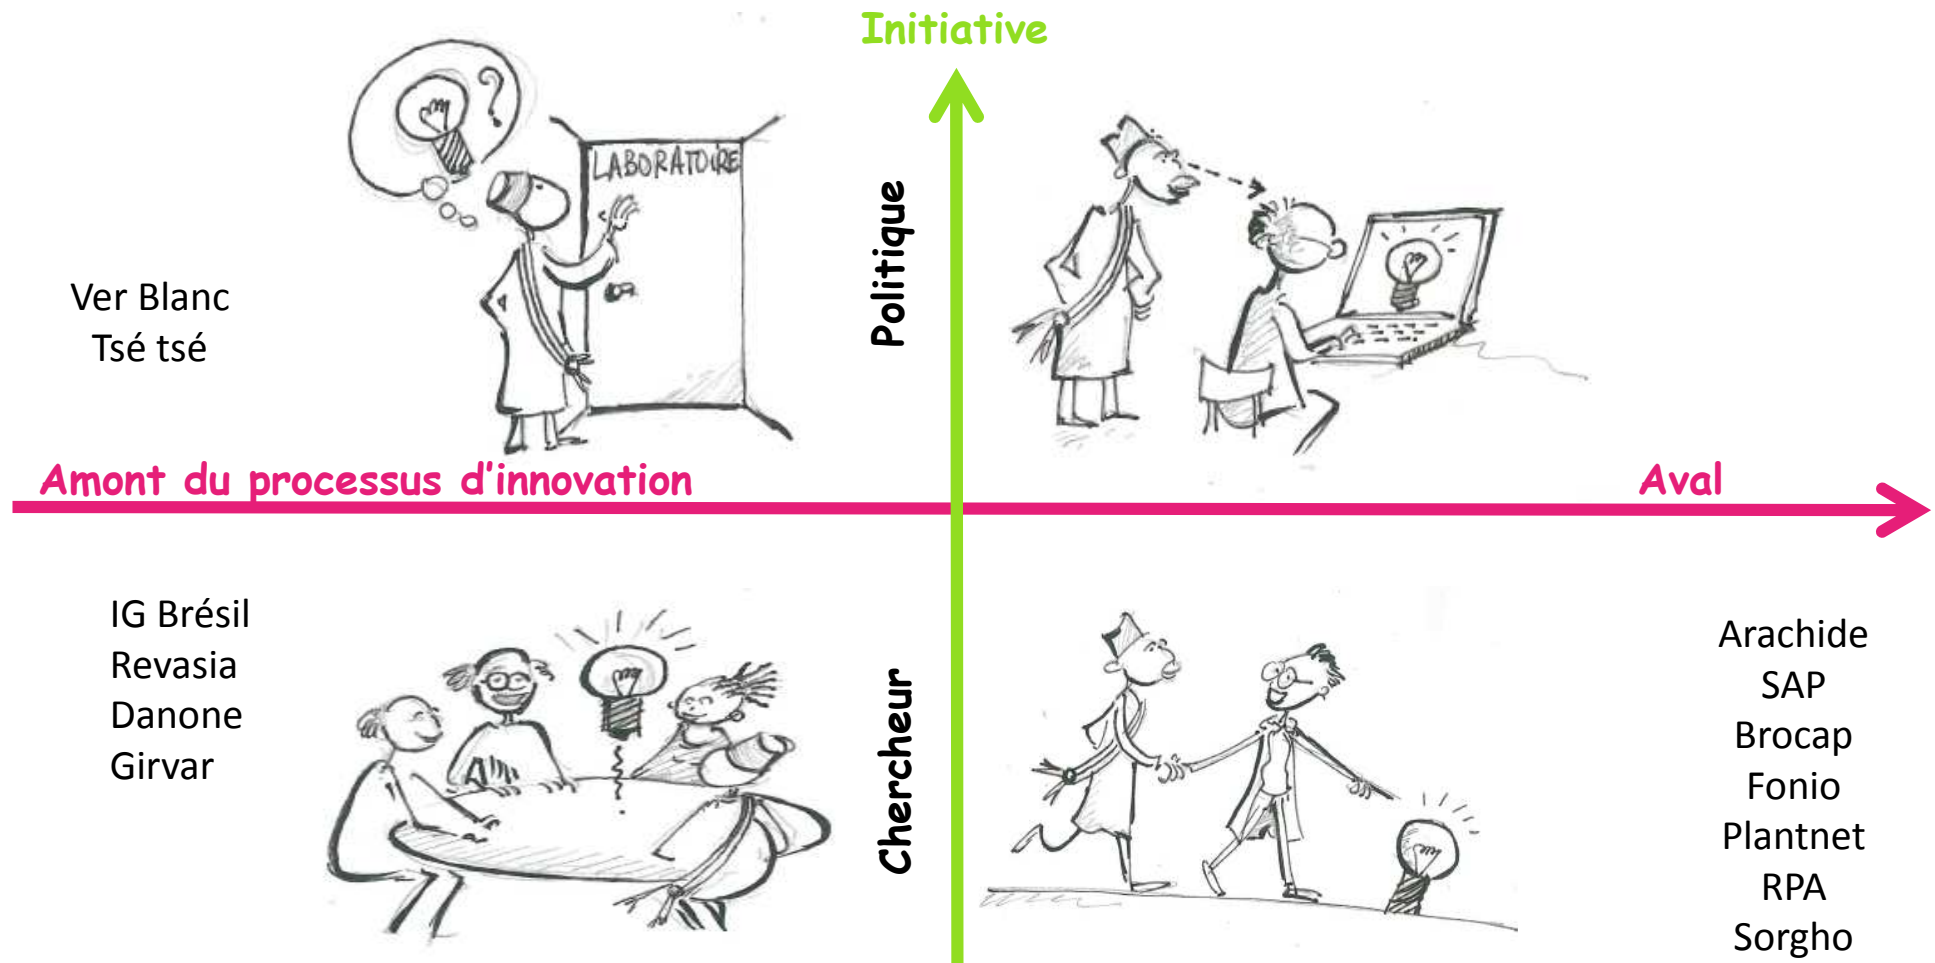 Initiative
LABORATOIRE
Politique
Ver Blanc
Tsé tsé
Amont du processus d'innovation
Aval
IG Brésil
Revasia
Danone
Girvar
Chercheur
Arachide
SAP
Brocap
Fonio
Plantnet
RPA
Sorgho